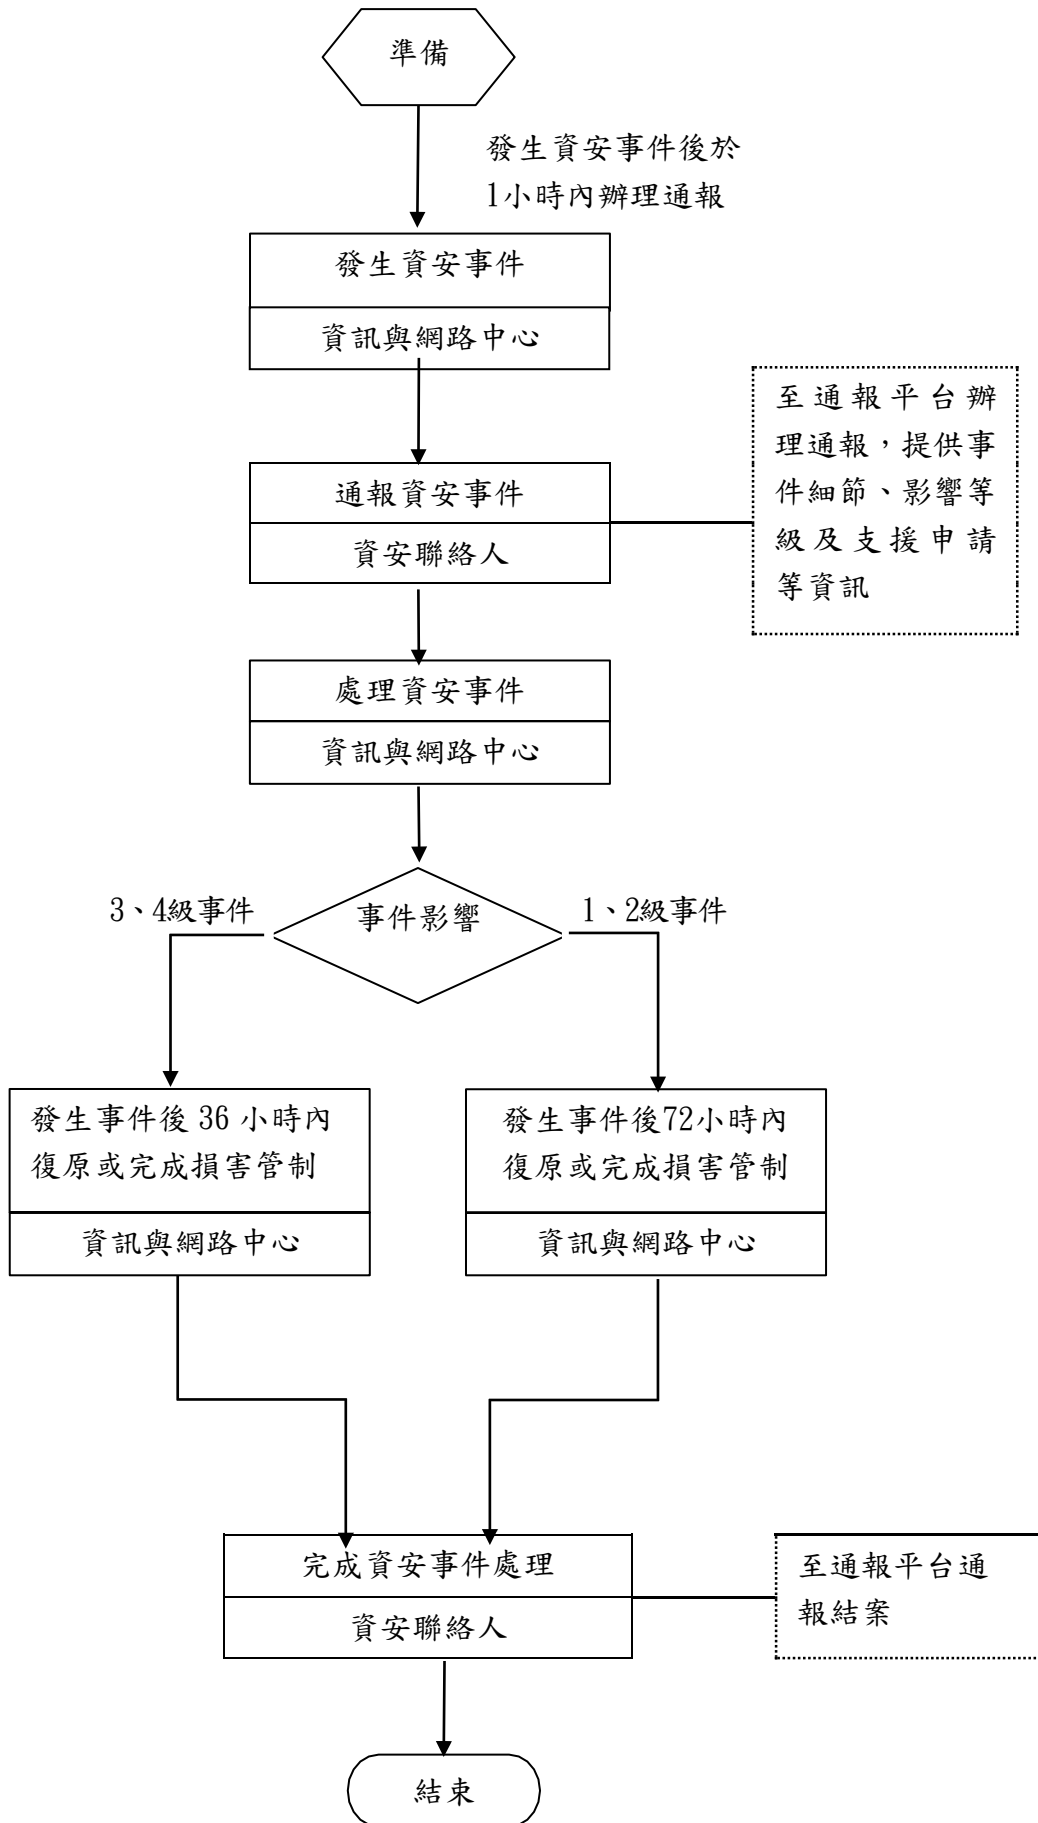 準備
發生資安事件後於
1小時內辦理通報
發生資安事件
資訊與網路中心
至通報平台辦
理通報，提供事
件細節、影響等
級及支援申請
等資訊
通報資安事件
資安聯絡人
處理資安事件
資訊與網路中心
3、4級事件
事件影響
1、2級事件
發生事件後 36 小時內
復原或完成損害管制
資訊與網路中心
發生事件後72小時內
復原或完成損害管制
資訊與網路中心
完成資安事件處理
資安聯絡人
至通報平台通
報結案
結束